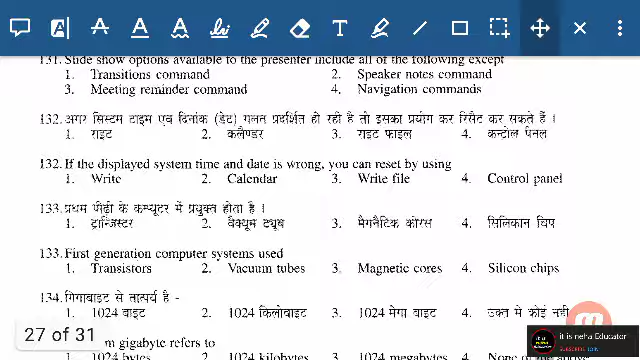 131. Slide show options available to the presenter include all of the following except
1. Transitions command 2. Speaker notes command
3. Meeting reminder command 4. Navigation commands
132. अगर सिस्टम टाइम एवं दिनांक (डेट) गलत प्रदर्शित हो रही है तो इसका प्रयोग कर रिसैट कर सकते हैं ।
1. राइट 2. कलैण्डर 3. राइट फाइल 4. कन्ट्रोल पैनल
132. If the displayed system time and date is wrong, you can reset by using
1. Write 2. Calendar 3. Write file 4. Control panel
133. प्रथम पीढ़ी के कम्प्यूटर में प्रयुक्त होता है ।
1. ट्रान्जिस्टर 2. वैक्यूम ट्यूब 3. मैगनैटिक कोरस 4. सिलिकान चिप
133. First generation computer systems used
1. Transistors 2. Vacuum tubes 3. Magnetic cores 4. Silicon chips
134. गिगाबाइट से तात्पर्य है -
1. 1024 बाइट 2. 1024 किलोबाइट 3. 1024 मेगा बाइट 4. उक्त में कोई नहीं
27 of 31
it is neha Educator
m gigabyte refers to
1024 bytes 2. 1024 kilobytes 3. 1024 megabytes 4. None of the above